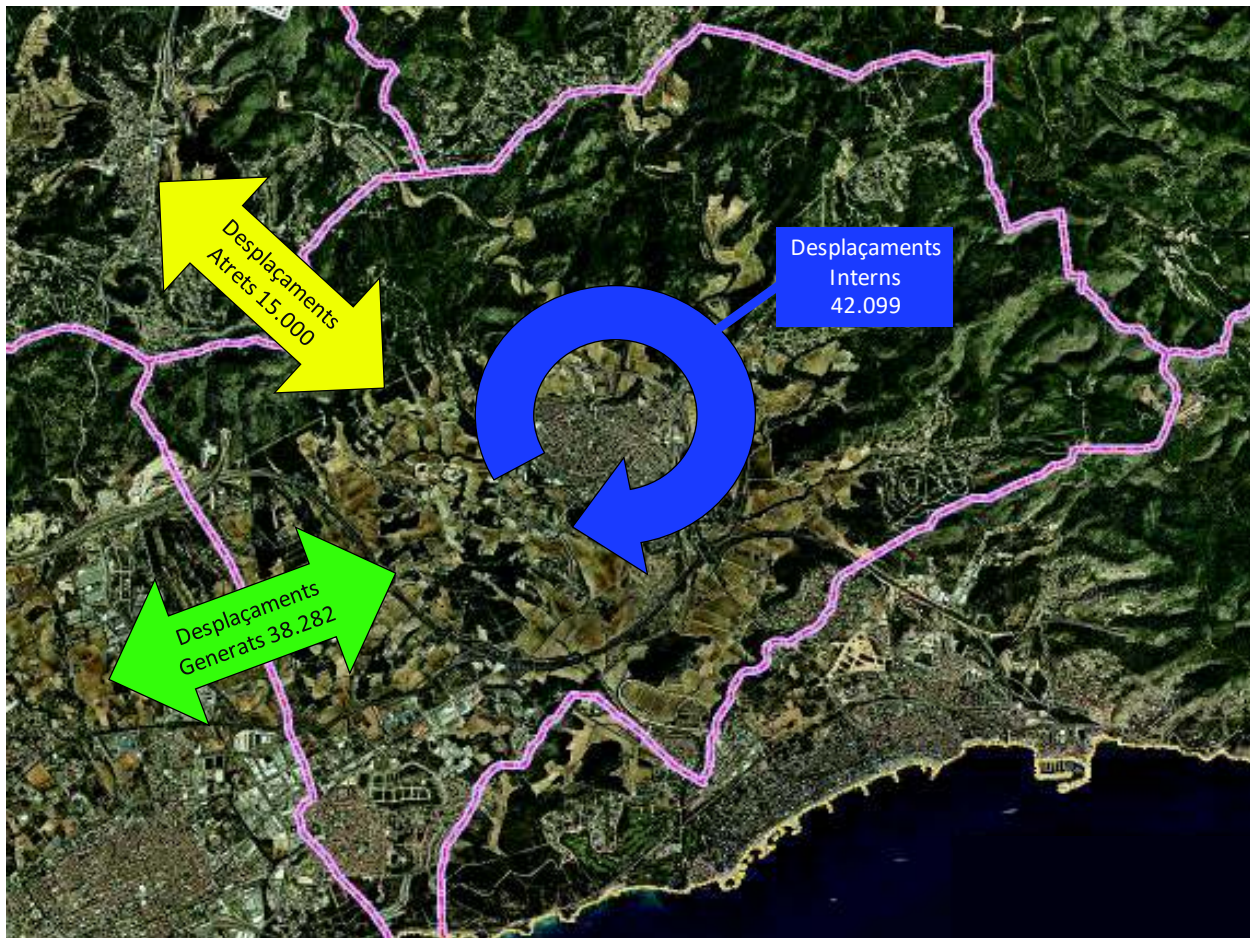 Desplaçaments
Atrets 15.000
Desplaçaments
Interns
42.099
Desplaçaments
Generats 38.282